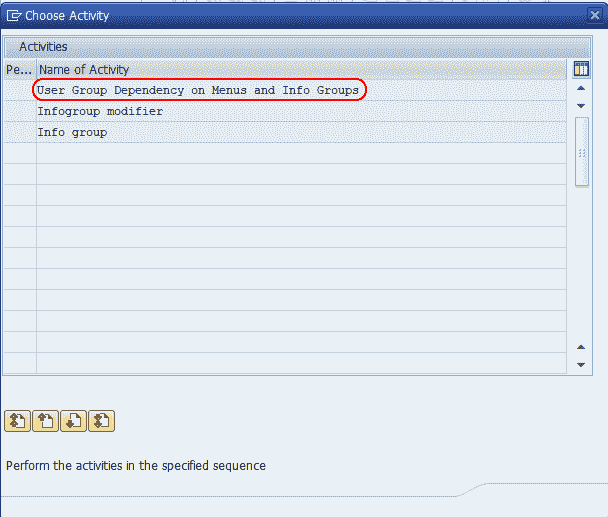 Choose Activity
Activities
Pe... Name of Activity
User Group Dependency on Menus and Info Groups
Infogroup modifier
Info group
Perform the activities in the specified sequence